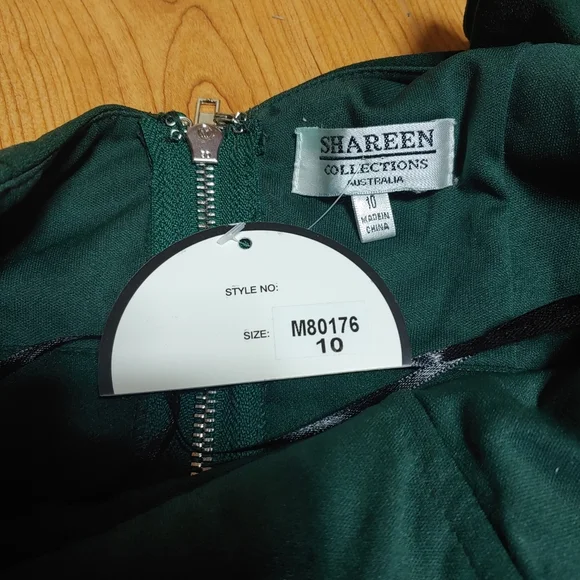 SHAREEN
COLLECTIONS
AUSTRALIA
10
MADE IN
CHINA
STYLE NO:
SIZE:
M80176
10